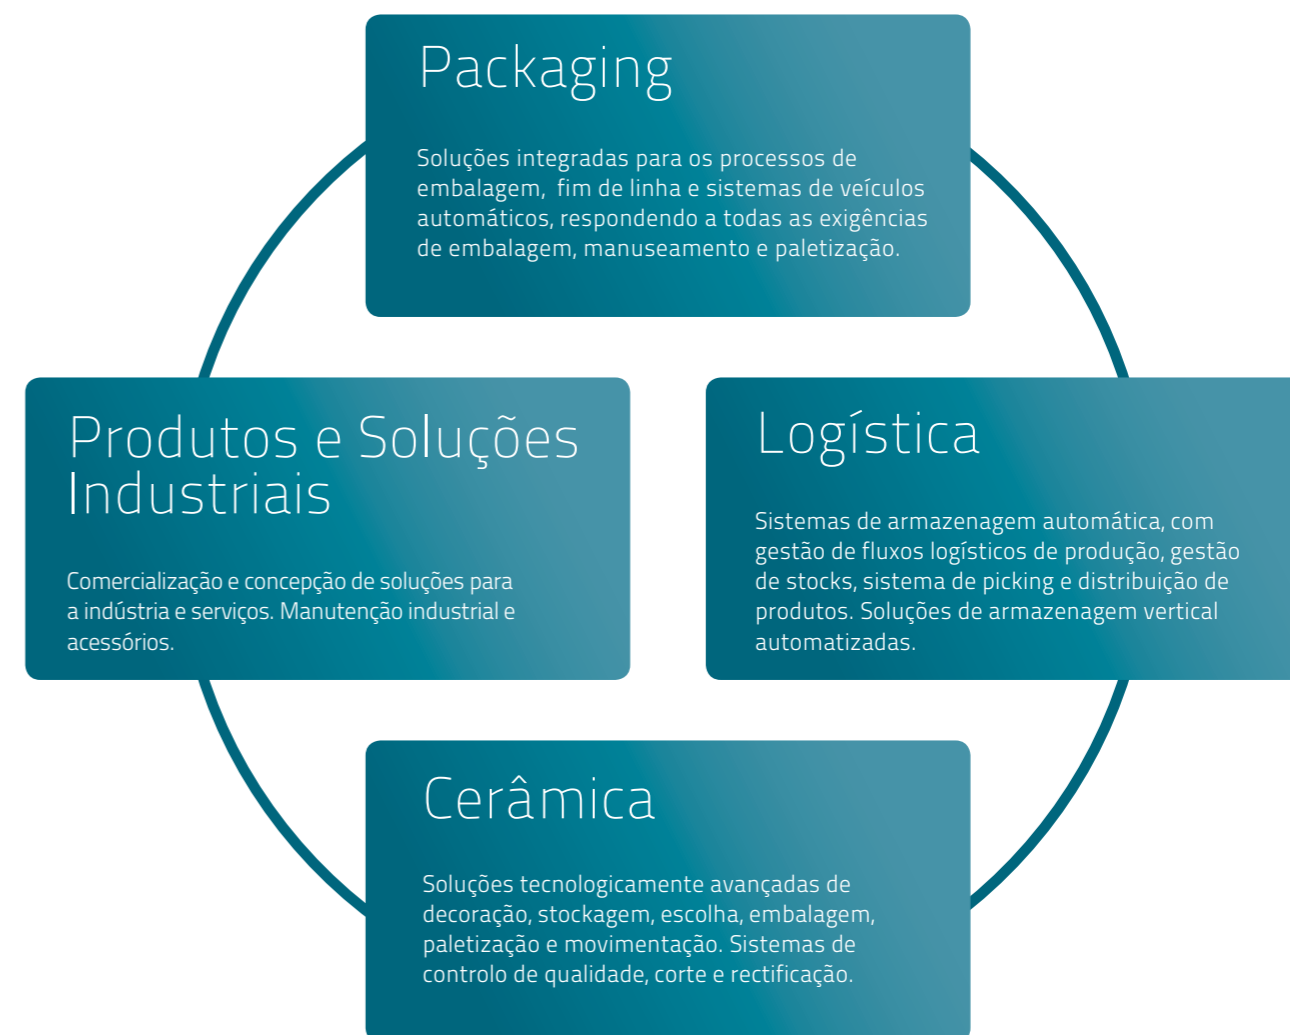 Packaging
Soluções integradas para os processos de
embalagem, fim de linha e sistemas de veículos
automáticos, respondendo a todas as exigências
de embalagem, manuseamento e paletização.
Produtos e Soluções
Industriais
Comercialização e concepção de soluções para
a indústria e serviços. Manutenção industrial e
acessórios.
Logística
Sistemas de armazenagem automática, com
gestão de fluxos logísticos de produção, gestão
de stocks, sistema de picking e distribuição de
produtos. Soluções de armazenagem vertical
automatizadas.
Cerâmica
Soluções tecnologicamente avançadas de
decoração, stockagem, escolha, embalagem,
paletização e movimentação. Sistemas de
controlo de qualidade, corte e rectificação.